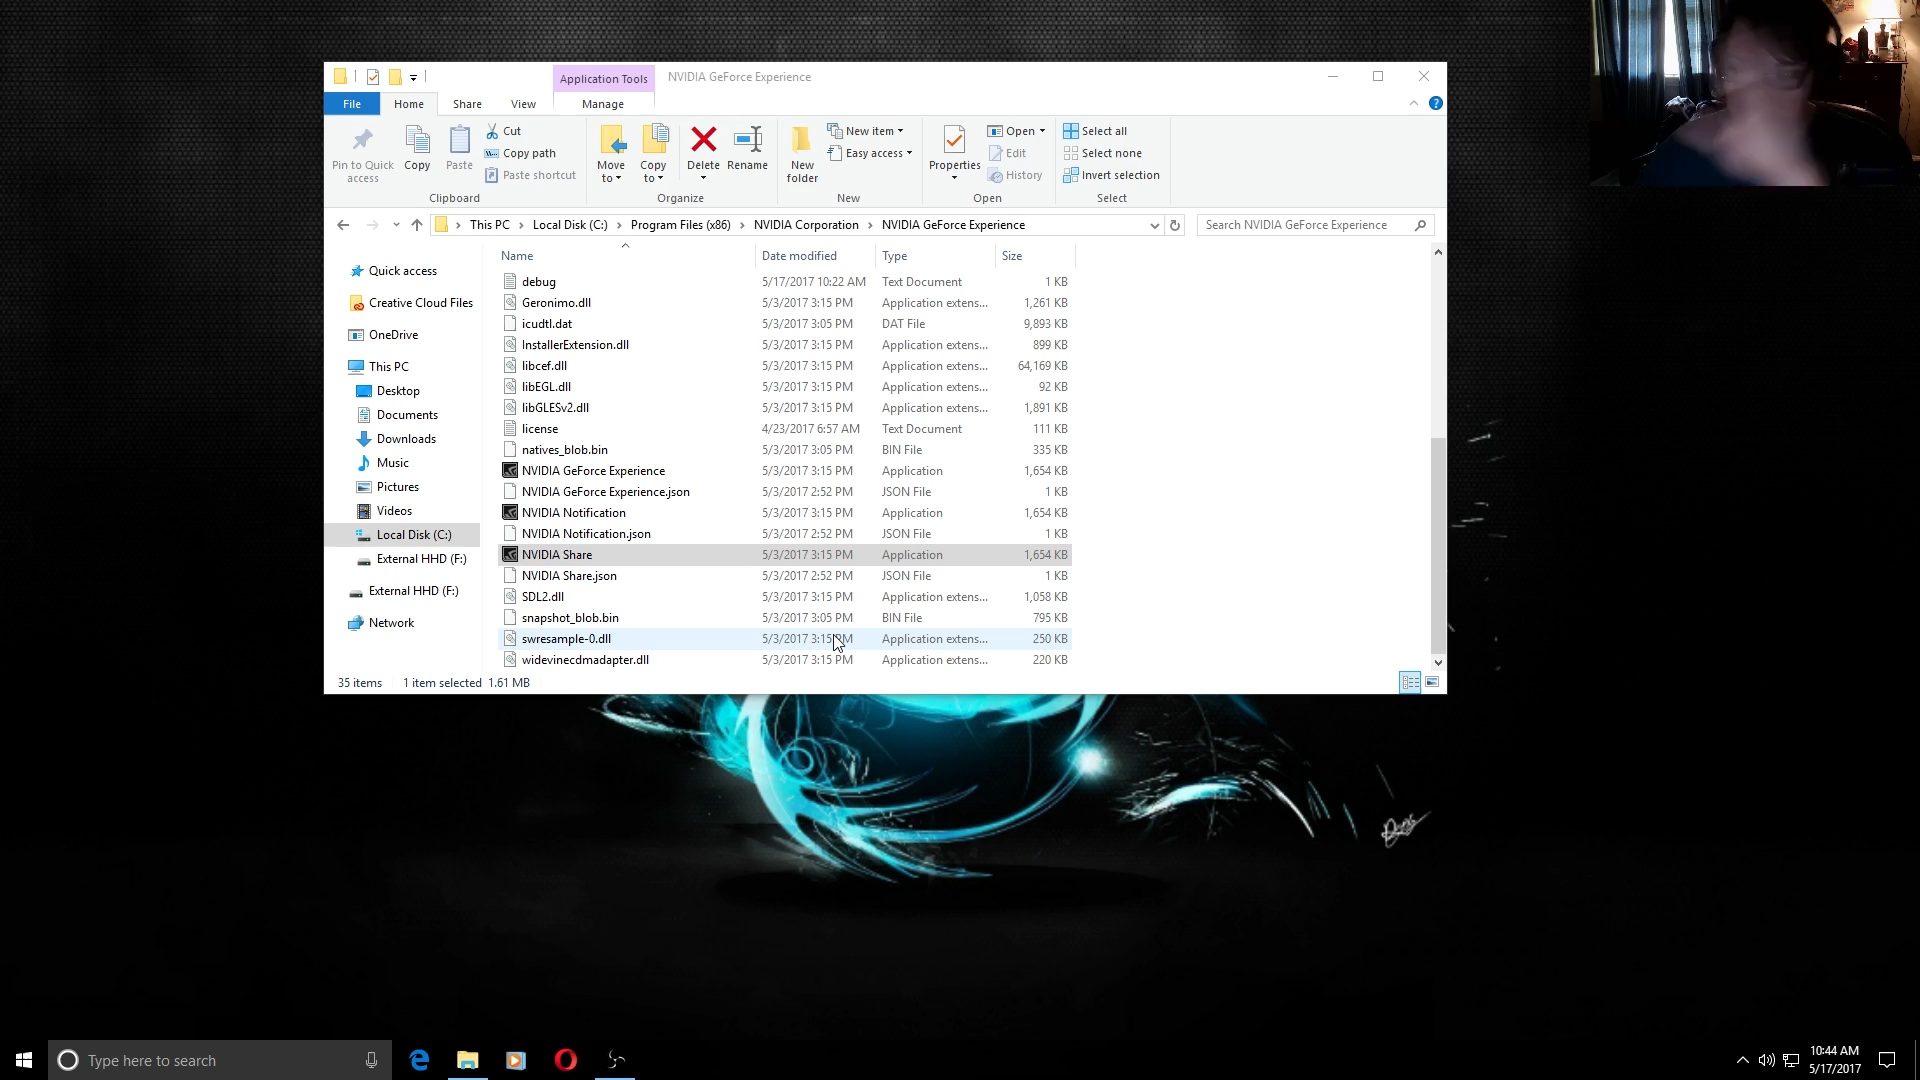 Application Tools
NVIDIA GeForce Experience
File
Home
Share
View
Manage
Pin to Quick access
Copy
Paste
Cut
Copy path
Paste shortcut
Clipboard
Move to
Copy to
Delete
Rename
Organize
New folder
New item
Easy access
New
Properties
Open
Edit
History
Open
Select all
Select none
Invert selection
Select
This PC > Local Disk (C:) > Program Files (x86) > NVIDIA Corporation > NVIDIA GeForce Experience
Search NVIDIA GeForce Experience
Quick access
Creative Cloud Files
OneDrive
This PC
Desktop
Documents
Downloads
Music
Pictures
Videos
Local Disk (C:)
External HHD (F:)
External HHD (F:)
Network
Name Date modified Type Size
debug 5/17/2017 10:22 AM Text Document 1 KB
Geronimo.dll 5/3/2017 3:15 PM Application extens... 1,261 KB
icudtl.dat 5/3/2017 3:05 PM DAT File 9,893 KB
InstallerExtension.dll 5/3/2017 3:15 PM Application extens... 899 KB
libcef.dll 5/3/2017 3:15 PM Application extens... 64,169 KB
libEGL.dll 5/3/2017 3:15 PM Application extens... 92 KB
libGLESv2.dll 5/3/2017 3:15 PM Application extens... 1,891 KB
license 4/23/2017 6:57 AM Text Document 111 KB
natives_blob.bin 5/3/2017 3:05 PM BIN File 335 KB
NVIDIA GeForce Experience 5/3/2017 3:15 PM Application 1,654 KB
NVIDIA GeForce Experience.json 5/3/2017 2:52 PM JSON File 1 KB
NVIDIA Notification 5/3/2017 3:15 PM Application 1,654 KB
NVIDIA Notification.json 5/3/2017 2:52 PM JSON File 1 KB
NVIDIA Share 5/3/2017 3:15 PM Application 1,654 KB
NVIDIA Share.json 5/3/2017 2:52 PM JSON File 1 KB
SDL2.dll 5/3/2017 3:15 PM Application extens... 1,058 KB
snapshot_blob.bin 5/3/2017 3:05 PM BIN File 795 KB
swresample-0.dll 5/3/2017 3:15 PM Application extens... 250 KB
widevinecdmadapter.dll 5/3/2017 3:15 PM Application extens... 220 KB
35 items 1 item selected 1.61 MB
Type here to search
10:44 AM
5/17/2017